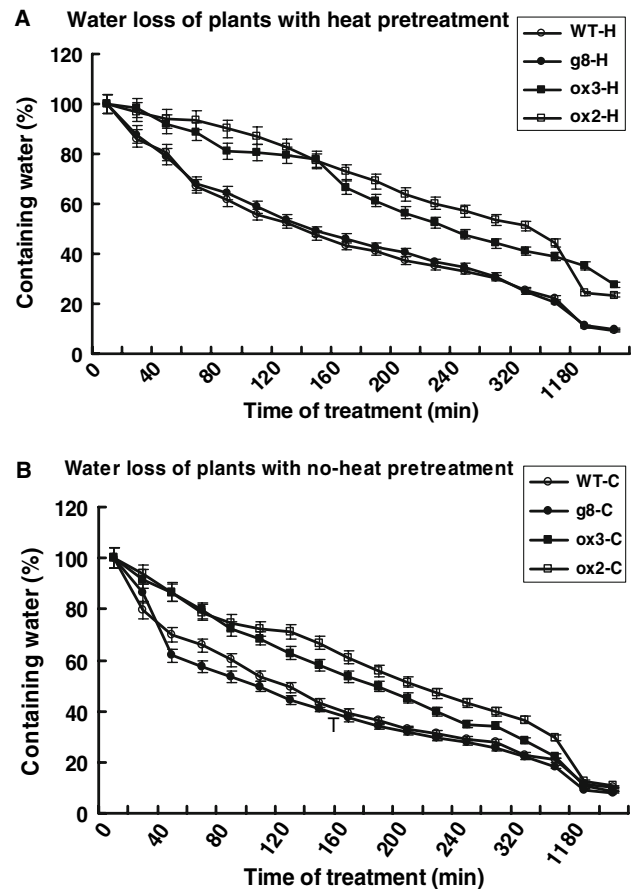 A Water loss of plants with heat pretreatment
WT-H
g8-H
ox3-H
ox2-H
Containing water (%)
120
100
80
60
40
20
0
0 40 80 120 160 200 240 320 1180
Time of treatment (min)
B Water loss of plants with no-heat pretreatment
WT-C
g8-C
ox3-C
ox2-C
Containing water (%)
120
100
80
60
40
20
0
0 40 80 120 160 200 240 320 1180
Time of treatment (min)